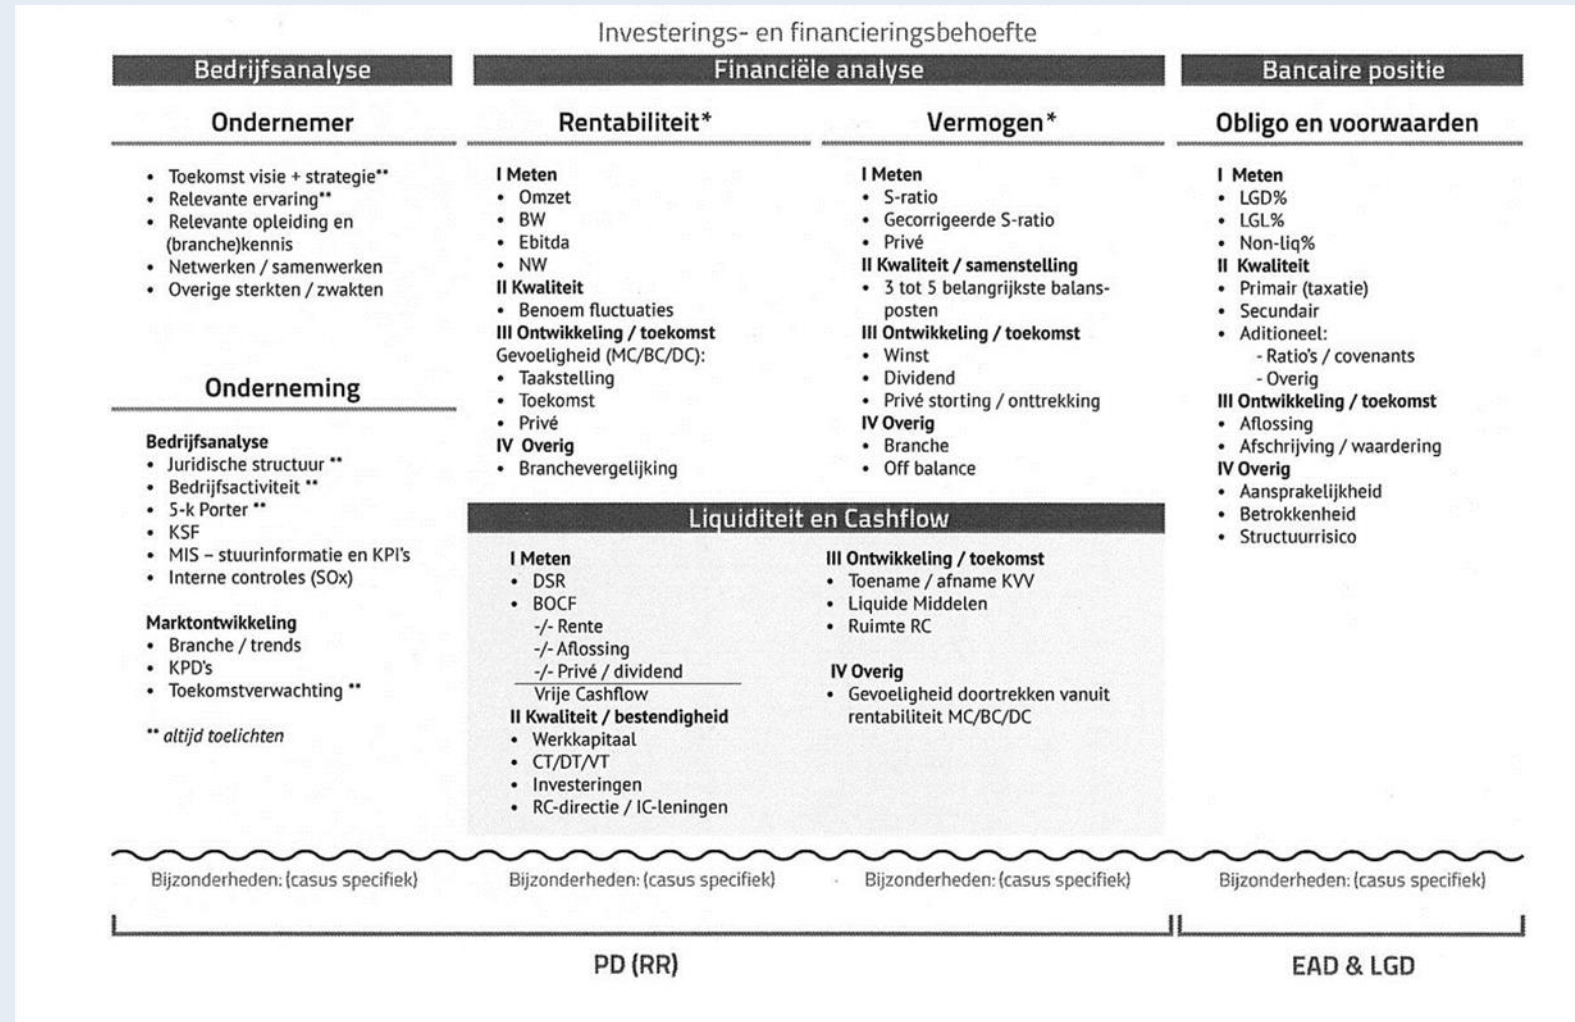 Investerings- en financieringsbehoefte
Bedrijfsanalyse
Ondernemer
• Toekomst visie + strategie**
• Relevante ervaring**
• Relevante opleiding en
(branche)kennis
• Netwerken / samenwerken
• Overige sterkten / zwakten
Onderneming
Bedrijfsanalyse
• Juridische structuur **
• Bedrijfsactiviteit **
• 5-k Porter **
• KSF
• MIS – stuurinformatie en KPI's
• Interne controles (SOx)
Marktontwikkeling
• Branche / trends
• KPD's
• Toekomstverwachting **
** altijd toelichten
Financiële analyse
Rentabiliteit*
I Meten
• Omzet
• BW
• Ebitda
• NW
II Kwaliteit
• Benoem fluctuaties
III Ontwikkeling / toekomst
Gevoeligheid (MC/BC/DC):
• Taakstelling
• Toekomst
• Privé
IV Overig
• Branchevergelijking
Vermogen*
I Meten
• S-ratio
• Gecorrigeerde S-ratio
• Privé
II Kwaliteit / samenstelling
• 3 tot 5 belangrijkste balans-
posten
III Ontwikkeling / toekomst
• Winst
• Dividend
• Privé storting / onttrekking
IV Overig
• Branche
• Off balance
Liquiditeit en Cashflow
I Meten
• DSR
• BOCF
-/- Rente
-/- Aflossing
-/- Privé / dividend
Vrije Cashflow
II Kwaliteit / bestendigheid
• Werkkapitaal
• CT/DT/VT
• Investeringen
• RC-directie / IC-leningen
III Ontwikkeling / toekomst
• Toename / afname KVV
• Liquide Middelen
• Ruimte RC
IV Overig
• Gevoeligheid doortrekken vanuit
rentabiliteit MC/BC/DC
Bancaire positie
Obligo en voorwaarden
I Meten
• LGD%
• LGL%
• Non-liq%
II Kwaliteit
• Primair (taxatie)
• Secundair
• Aditioneel:
- Ratio's / covenants
- Overig
III Ontwikkeling / toekomst
• Aflossing
• Afschrijving / waardering
IV Overig
• Aansprakelijkheid
• Betrokkenheid
• Structuurrisico
Bijzonderheden: (casus specifiek)
Bijzonderheden: (casus specifiek)
Bijzonderheden: (casus specifiek)
Bijzonderheden: (casus specifiek)
PD (RR)
EAD & LGD